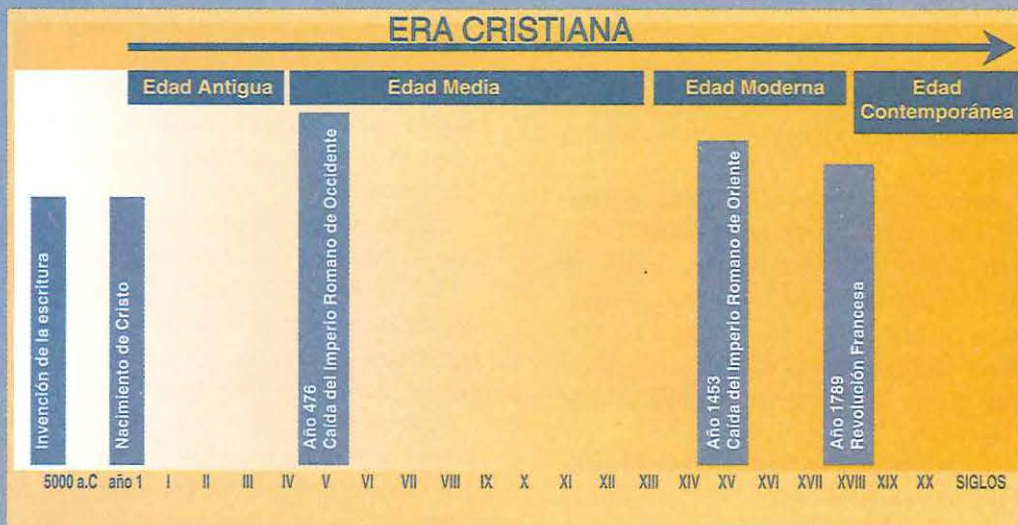 ERA CRISTIANA
Edad Antigua
Edad Media
Edad Moderna
Edad
Contemporánea
Invención de la escritura
Nacimiento de Cristo
Año 476
Caída del Imperio Romano de Occidente
Año 1453
Caída del Imperio Romano de Oriente
Año 1789
Revolución Francesa
5000 a.C año 1 I II III IV V VI VII VIII IX X XI XII XIII XIV XV XVI XVII XVIII XIX XX SIGLOS